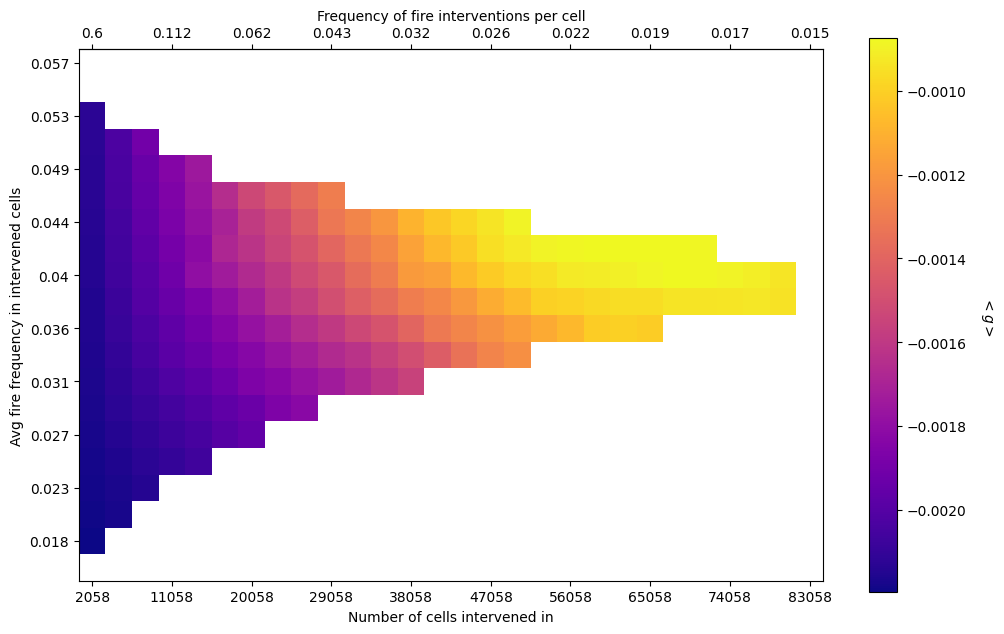 Frequency of fire interventions per cell
0.6 0.112 0.062 0.043 0.032 0.026 0.022 0.019 0.017 0.015
Avg fire frequency in intervened cells
0.057
0.053
0.049
0.044
0.04
0.036
0.031
0.027
0.023
0.018
2058 11058 20058 29058 38058 47058 56058 65058 74058 83058
Number of cells intervened in
−0.0010
−0.0012
−0.0014
−0.0016
−0.0018
−0.0020
< g >